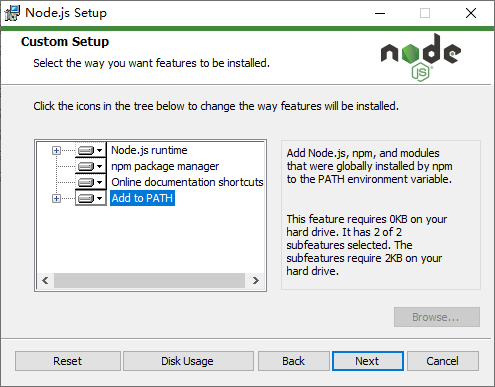 Node.js Setup
Custom Setup
Select the way you want features to be installed.
node
JS
Click the icons in the tree below to change the way features will be installed.
Node.js runtime
npm package manager
Online documentation shortcuts
Add to PATH
Add Node.js, npm, and modules
that were globally installed by npm
to the PATH environment variable.
This feature requires 0KB on your
hard drive. It has 2 of 2
subfeatures selected. The
subfeatures require 2KB on your
hard drive.
Browse...
Reset
Disk Usage
Back
Next
Cancel